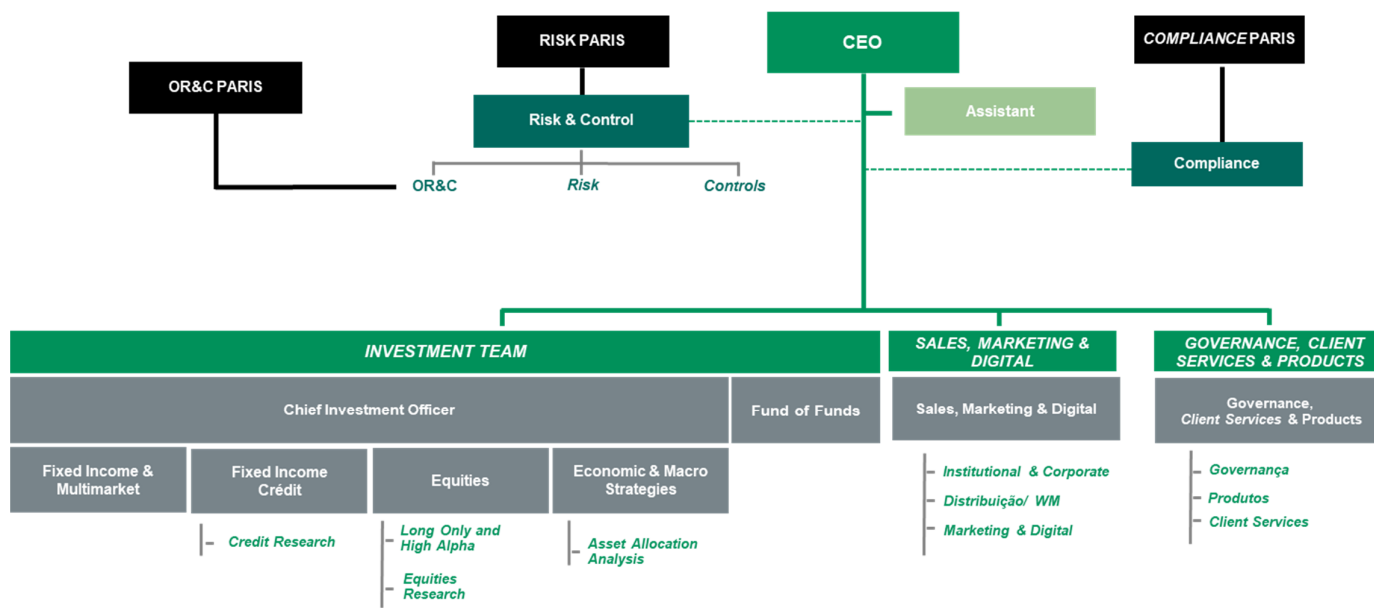 RISK PARIS
CEO
COMPLIANCE PARIS
OR&C PARIS
Risk & Control
Assistant
Compliance
OR&C
Risk
Controls
INVESTMENT TEAM
SALES, MARKETING &
DIGITAL
GOVERNANCE, CLIENT
SERVICES & PRODUCTS
Chief Investment Officer
Fund of Funds
Sales, Marketing & Digital
Governance,
Client Services & Products
Fixed Income &
Multimarket
Fixed Income
Crédit
Equities
Economic & Macro
Strategies
Credit Research
Long Only and
High Alpha
Equities
Research
Asset Allocation
Analysis
Institutional & Corporate
Distribuição/ WM
Marketing & Digital
Governança
Produtos
Client Services